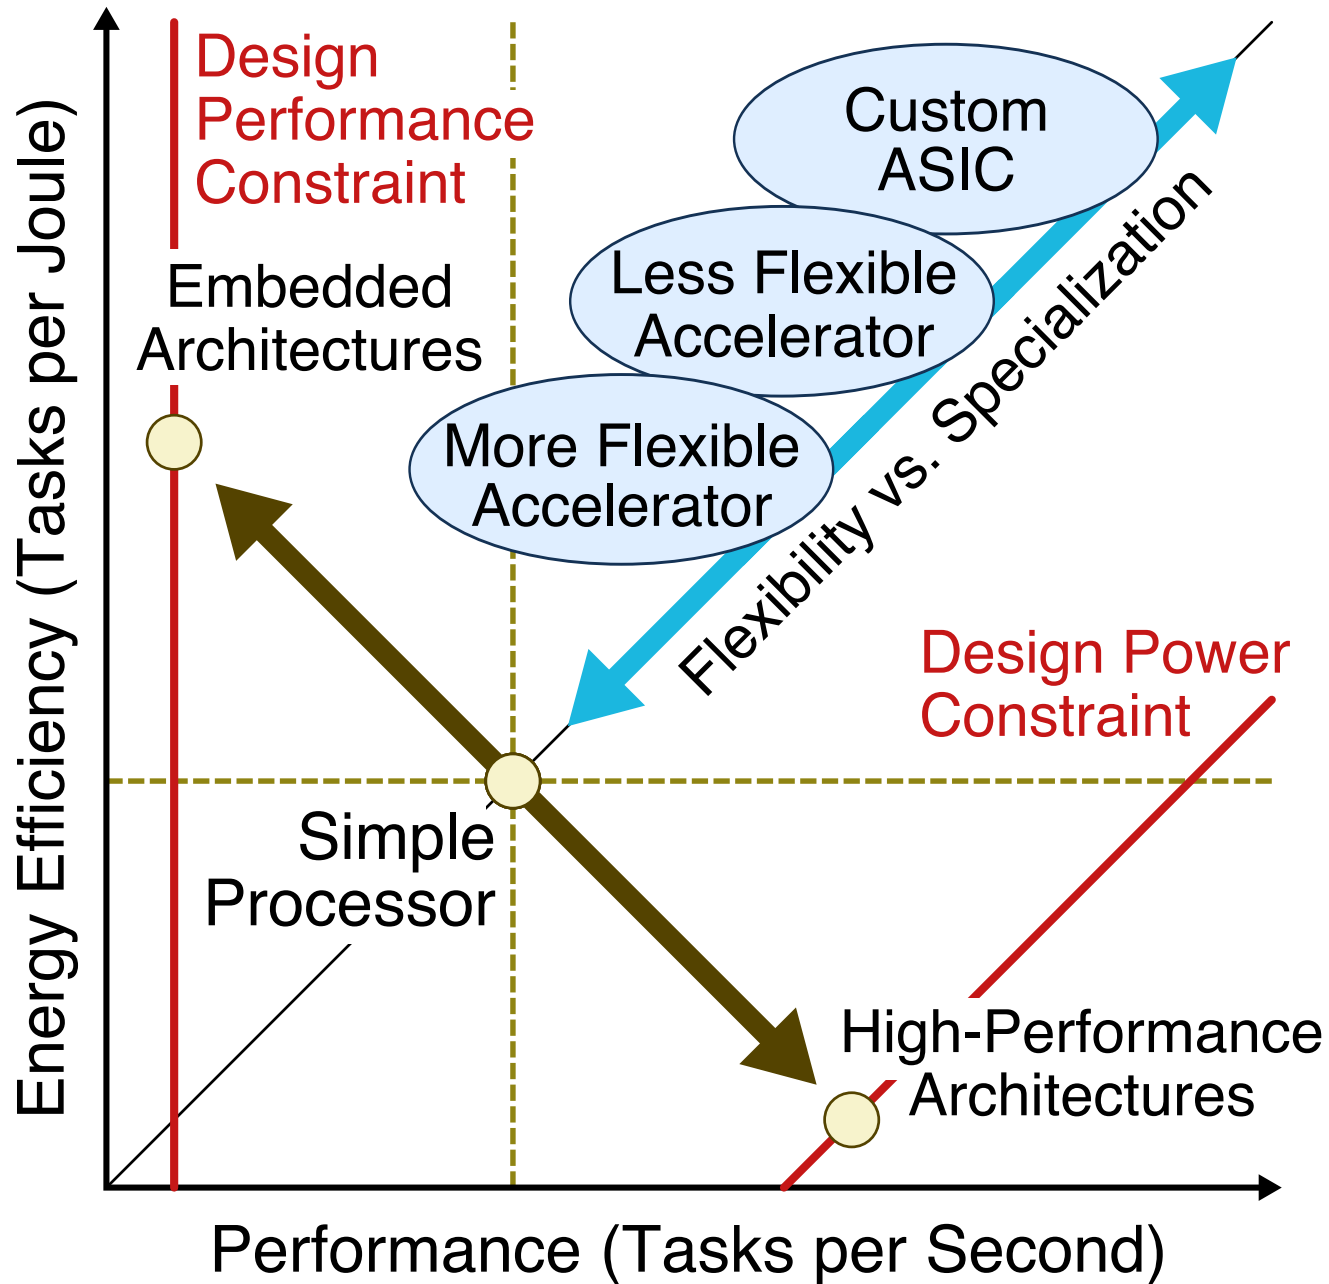 Design
Performance
Constraint
Custom
ASIC
Embedded
Architectures
Less Flexible
Accelerator
More Flexible
Accelerator
Flexibility vs. Specialization
Design Power
Constraint
Simple
Processor
High-Performance
Architectures
Energy Efficiency (Tasks per Joule)
Performance (Tasks per Second)